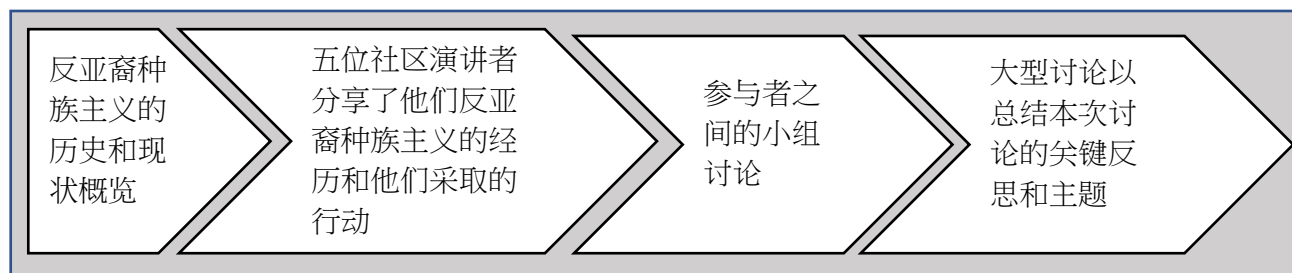 反亚裔种
族主义的
历史和现
状概览
五位社区演讲者
分享了他们反亚
裔种族主义的经
历和他们采取的
行动
参与者之
间的小组
讨论
大型讨论以
总结本次讨
论的关键反
思和主题